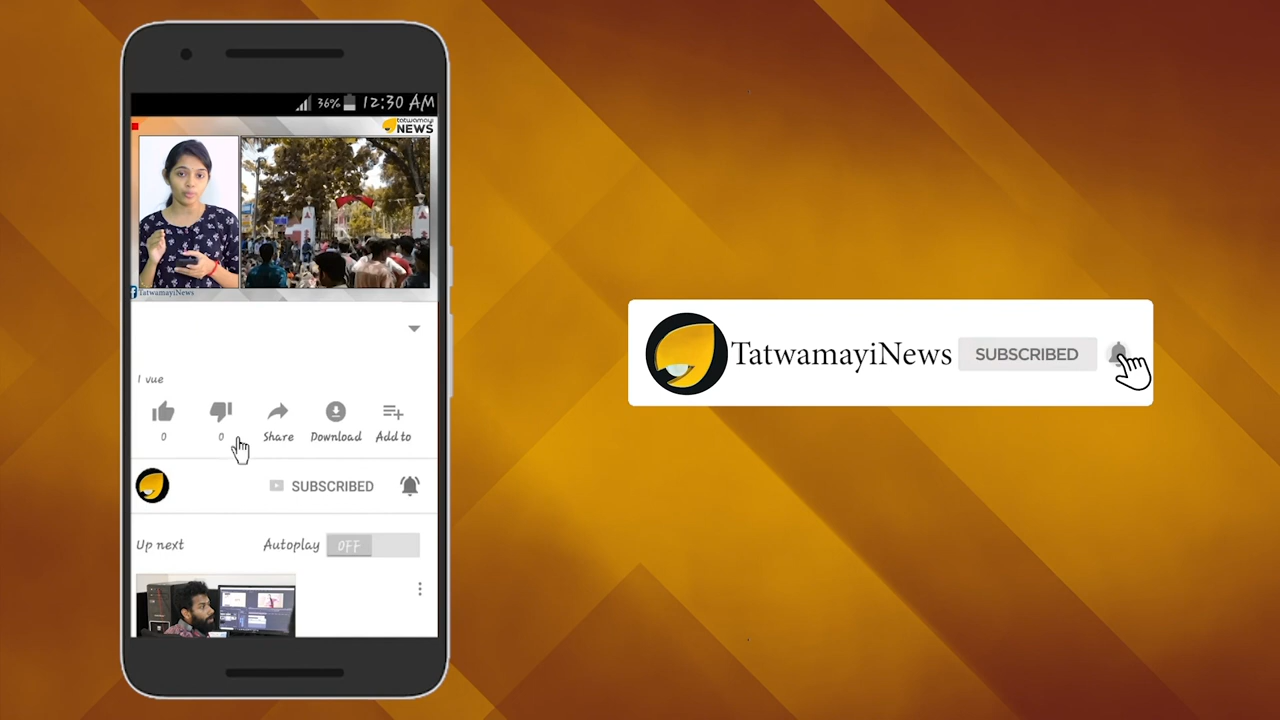 36% 12:30 AM
tatwamayi
NEWS
TatwamayiNews
1 vue
0 0 Share Download Add to
SUBSCRIBED
Up next Autoplay OFF
TatwamayiNews SUBSCRIBED